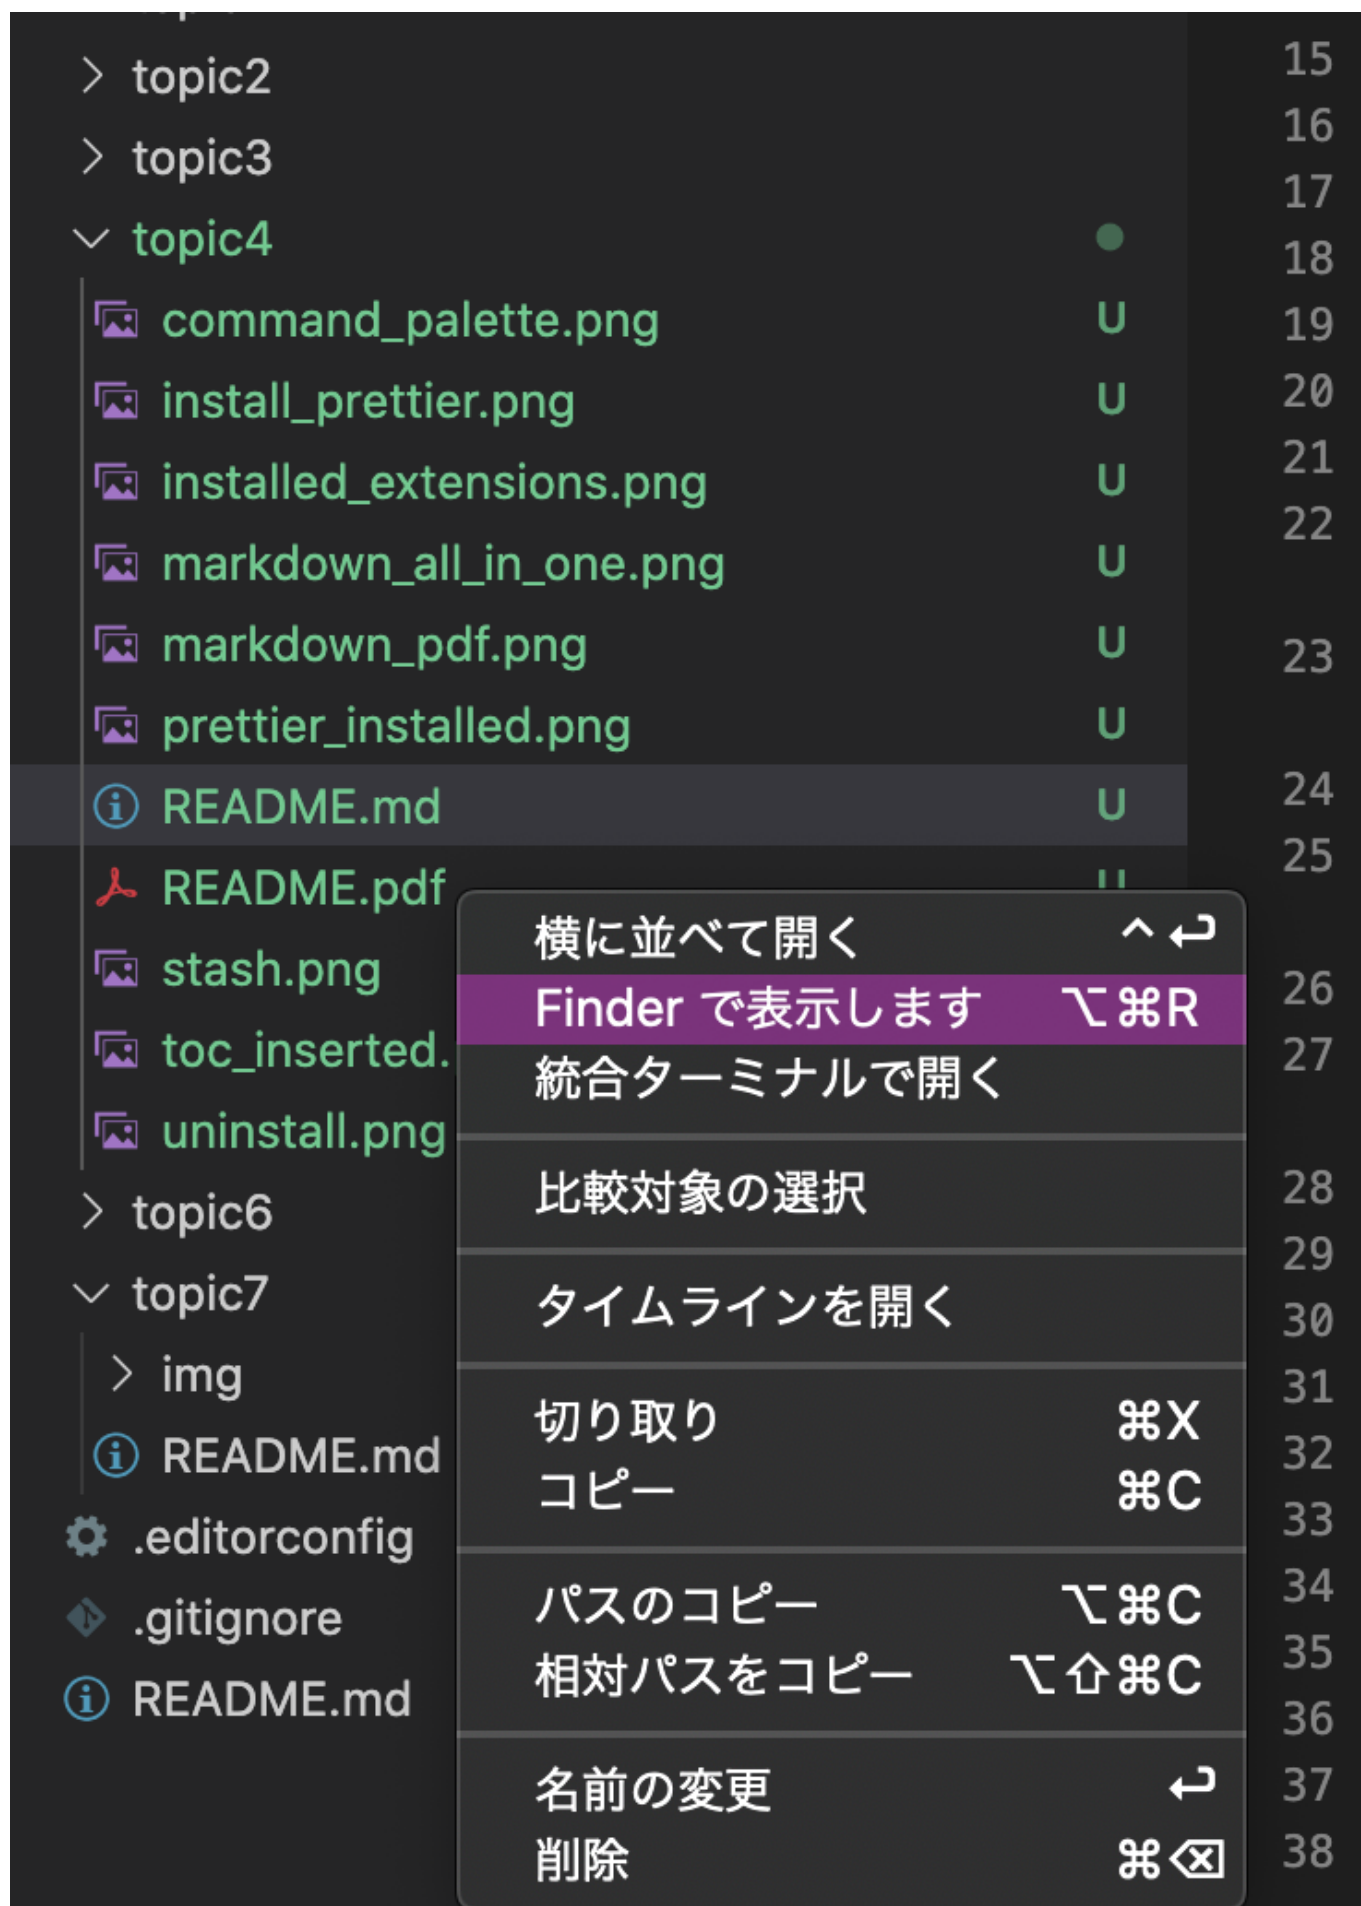 topic2
topic3
topic4
command_palette.png U
install_prettier.png U
installed_extensions.png U
markdown_all_in_one.png U
markdown_pdf.png U
prettier_installed.png U
README.md U
README.pdf U
stash.png
toc_inserted.
uninstall.png
topic6
topic7
img
README.md
.editorconfig
.gitignore
README.md
横に並べて開く ^⏎
Finder で表示します ⌥⌘R
統合ターミナルで開く
比較対象の選択
タイムラインを開く
切り取り ⌘X
コピー ⌘C
パスのコピー ⌥⌘C
相対パスをコピー ⌥⇧⌘C
名前の変更 ⏎
削除 ⌘⌫
15
16
17
18
19
20
21
22
23
24
25
26
27
28
29
30
31
32
33
34
35
36
37
38